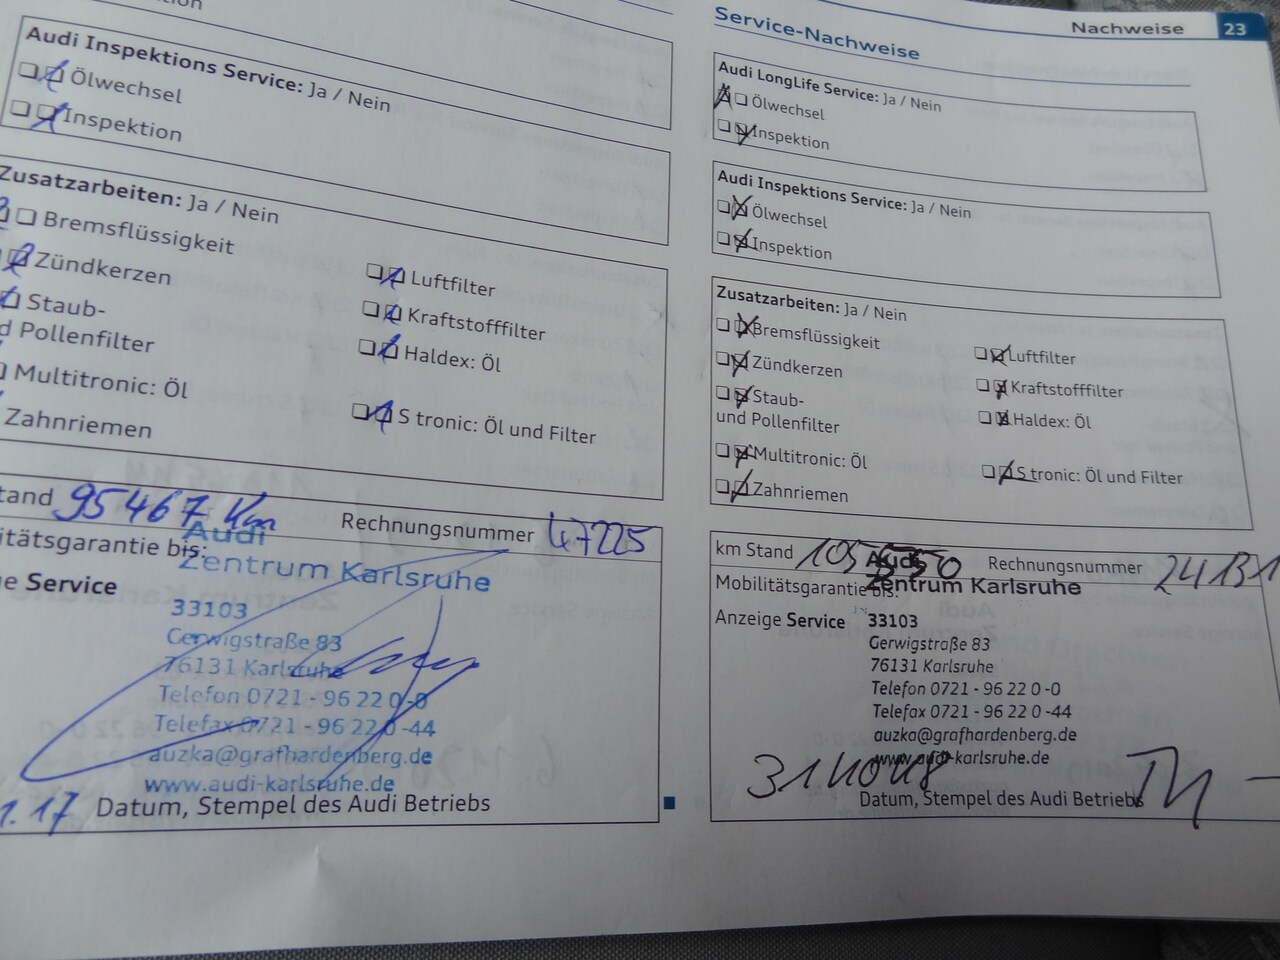 Audi Inspektions Service: Ja / Nein
Ölwechsel
Inspektion
Zusatzarbeiten: Ja / Nein
Bremsflüssigkeit
Zündkerzen
Luftfilter
Staub-
Kraftstofffilter
Pollenfilter
Haldex: Öl
Multitronic: Öl
Zahnriemen
S tronic: Öl und Filter
95467 Km
Rechnungsnummer 47225
bis:
Service
Audi
Zentrum Karlsruhe
33103
Gerwigstraße 83
76131 Karlsruhe
Telefon 0721 - 96 22 0 -0
Telefax 0721 - 96 22 0 -44
auzka@grafhardenberg.de
www.audi-karlsruhe.de
Datum, Stempel des Audi Betriebs
Nachweise 23
Service-Nachweise
Audi LongLife Service: Ja / Nein
Ölwechsel
Inspektion
Audi Inspektions Service: Ja / Nein
Ölwechsel
Inspektion
Zusatzarbeiten: Ja / Nein
Bremsflüssigkeit
Luftfilter
Zündkerzen
Kraftstofffilter
Staub-
und Pollenfilter
Haldex: Öl
Multitronic: Öl
S tronic: Öl und Filter
Zahnriemen
km Stand
Rechnungsnummer 24131
Mobilitätsgarantie bis:
Anzeige Service
Audi
Zentrum Karlsruhe
33103
Gerwigstraße 83
76131 Karlsruhe
Telefon 0721 - 96 22 0 -0
Telefax 0721 - 96 22 0 -44
auzka@grafhardenberg.de
www.audi-karlsruhe.de
Datum, Stempel des Audi Betriebs